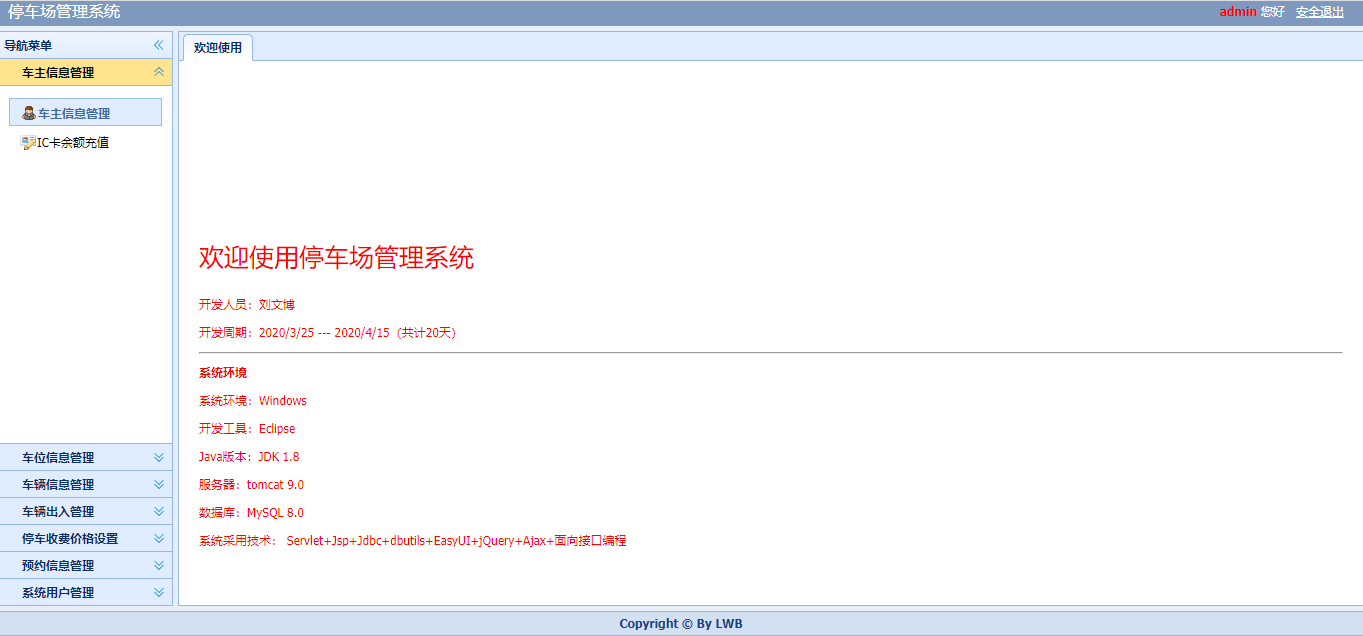 停车场管理系统
admin 您好 安全退出
导航菜单
车主信息管理
车主信息管理
IC卡余额充值
车位信息管理
车辆信息管理
车辆出入管理
停车收费价格设置
预约信息管理
系统用户管理
欢迎使用
欢迎使用停车场管理系统
开发人员：刘文博
开发周期：2020/3/25 --- 2020/4/15（共计20天）
系统环境
系统环境：Windows
开发工具：Eclipse
Java版本：JDK 1.8
服务器：tomcat 9.0
数据库：MySQL 8.0
系统采用技术： Servlet+Jsp+Jdbc+dbutils+EasyUI+jQuery+Ajax+面向接口编程
Copyright © By LWB